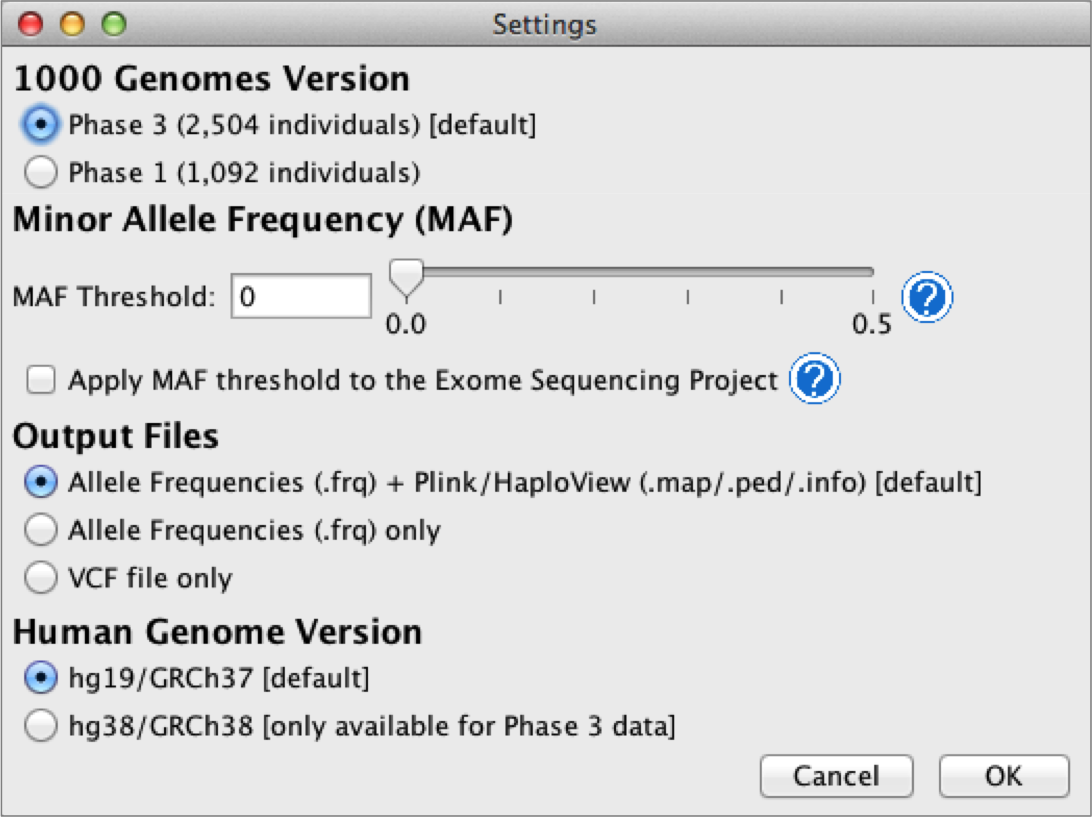 Settings
1000 Genomes Version
Phase 3 (2,504 individuals) [default]
Phase 1 (1,092 individuals)
Minor Allele Frequency (MAF)
MAF Threshold: 0
0.0 0.5
?
Apply MAF threshold to the Exome Sequencing Project ?
Output Files
Allele Frequencies (.frq) + Plink/HaploView (.map/.ped/.info) [default]
Allele Frequencies (.frq) only
VCF file only
Human Genome Version
hg19/GRCh37 [default]
hg38/GRCh38 [only available for Phase 3 data]
Cancel OK